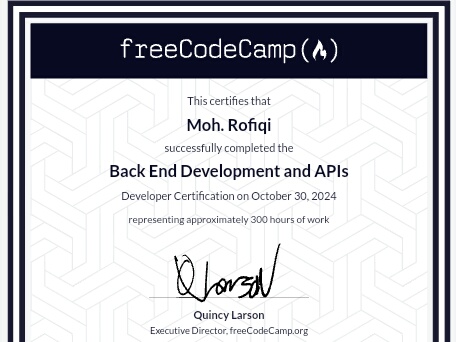 freeCodeCamp
This certifies that
Moh. Rofiqi
successfully completed the
Back End Development and APIs
Developer Certification on October 30, 2024
representing approximately 300 hours of work
Quincy Larson
Executive Director, freeCodeCamp.org